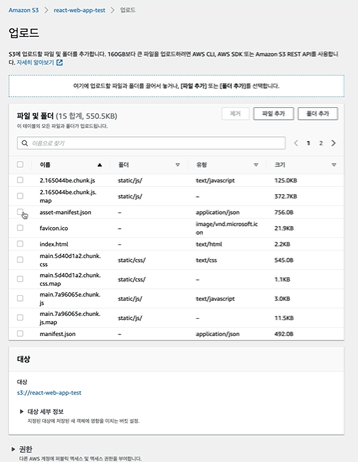 Amazon S3 > react-web-app-test > 업로드
업로드
S3에 업로드할 파일 및 폴더를 추가합니다. 160GB보다 큰 파일을 업로드하려면 AWS CLI, AWS SDK 또는 Amazon S3 REST API를 사용합니
다. 자세히 알아보기
여기에 업로드할 파일과 폴더를 끌어서 놓거나, [파일 추가] 또는 [폴더 추가]를 선택합니다.
파일 및 폴더 (15 합계, 550.5KB) 제거 파일 추가 폴더 추가
이 테이블의 모든 파일과 폴더가 업로드됩니다.
이름으로 찾기 < 1 2 >
이름 폴더 유형 크기
2.165044be.chunk.js static/js/ text/javascript 125.0KB
2.165044be.chunk.js.map static/js/ – 372.7KB
asset-manifest.json – application/json 756.0B
favicon.ico – image/vnd.microsoft.icon 21.9KB
index.html – text/html 2.2KB
main.5d40d1a2.chunk.css static/css/ text/css 545.0B
main.5d40d1a2.chunk.css.map static/css/ – 1.1KB
main.7a96065e.chunk.js static/js/ text/javascript 3.0KB
main.7a96065e.chunk.js.map static/js/ – 11.5KB
manifest.json – application/json 492.0B
대상
대상
s3://react-web-app-test
▶ 대상 세부 정보
지정된 대상에 저장된 새 객체에 영향을 미치는 버킷 설정.
▶ 권한
다른 AWS 계정에 퍼블릭 액세스 및 액세스 권한을 부여합니다.